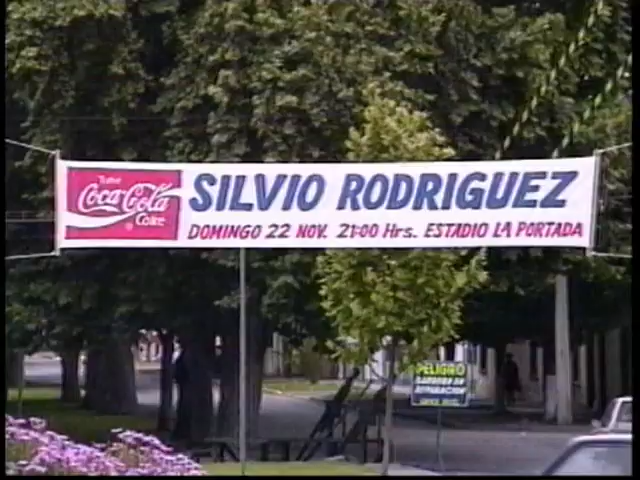 Tome
Coca-Cola
Coke
SILVIO RODRIGUEZ
DOMINGO 22 NOV. 21:00 Hrs. ESTADIO LA PORTADA
PELIGRO